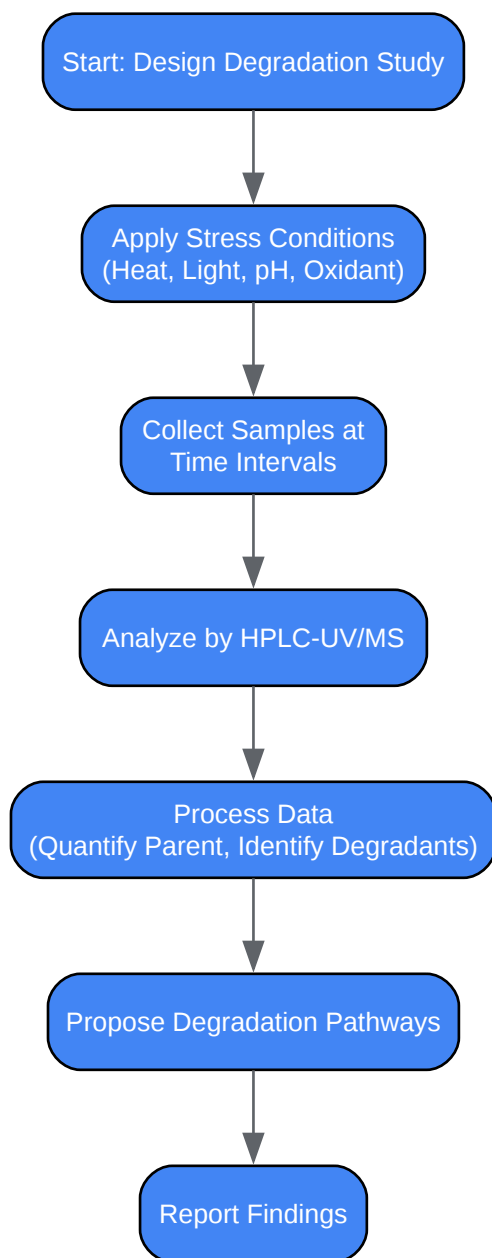 Start: Design Degradation Study
Apply Stress Conditions
(Heat, Light, pH, Oxidant)
Collect Samples at
Time Intervals
Analyze by HPLC-UV/MS
Process Data
(Quantify Parent, Identify Degradants)
Propose Degradation Pathways
Report Findings